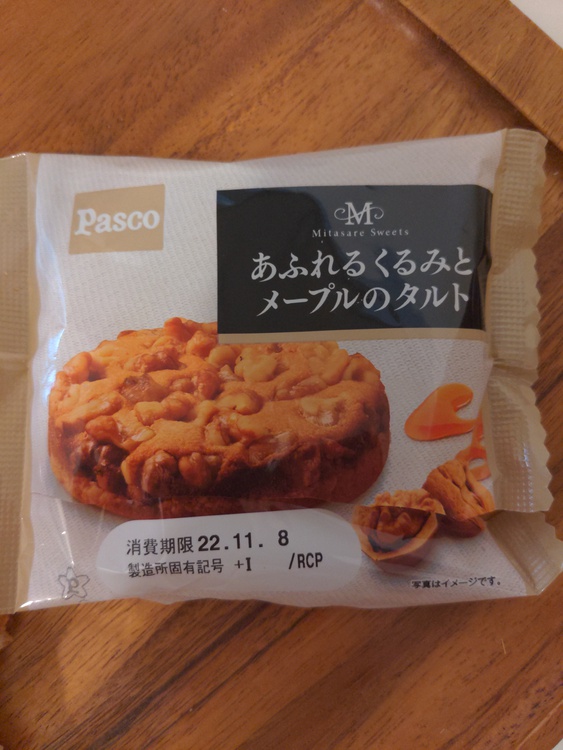 Pasco
M
Mitasare Sweets
あふれるくるみと
メープルのタルト
消費期限 22.11. 8
製造所固有記号 +I /RCP
写真はイメージです。